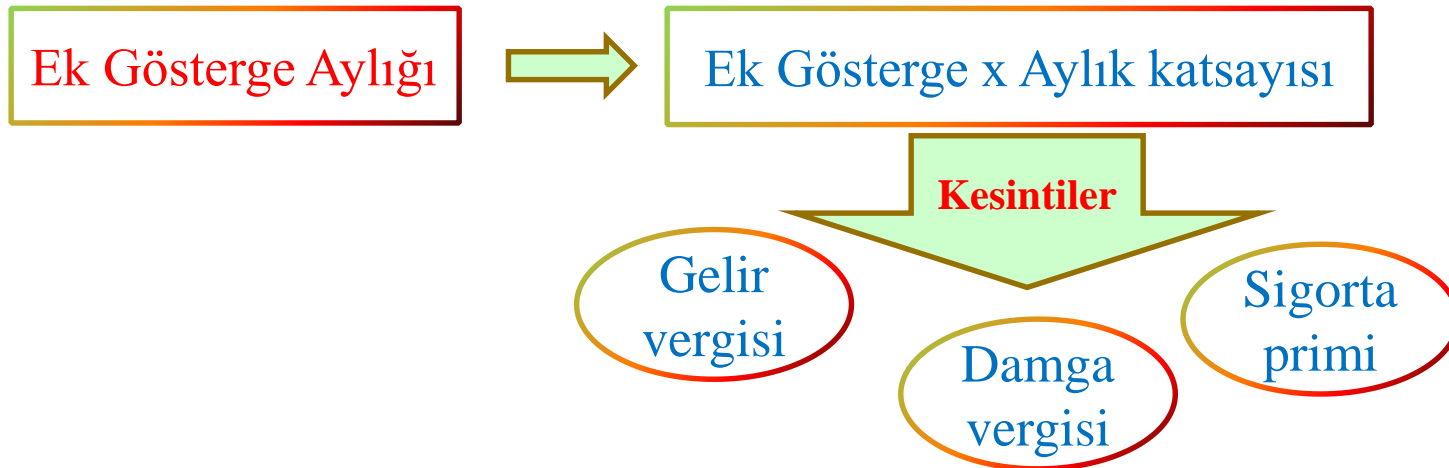 Ek Gösterge Aylığı
Ek Gösterge x Aylık katsayısı
Kesintiler
Gelir
vergisi
Damga
vergisi
Sigorta
primi